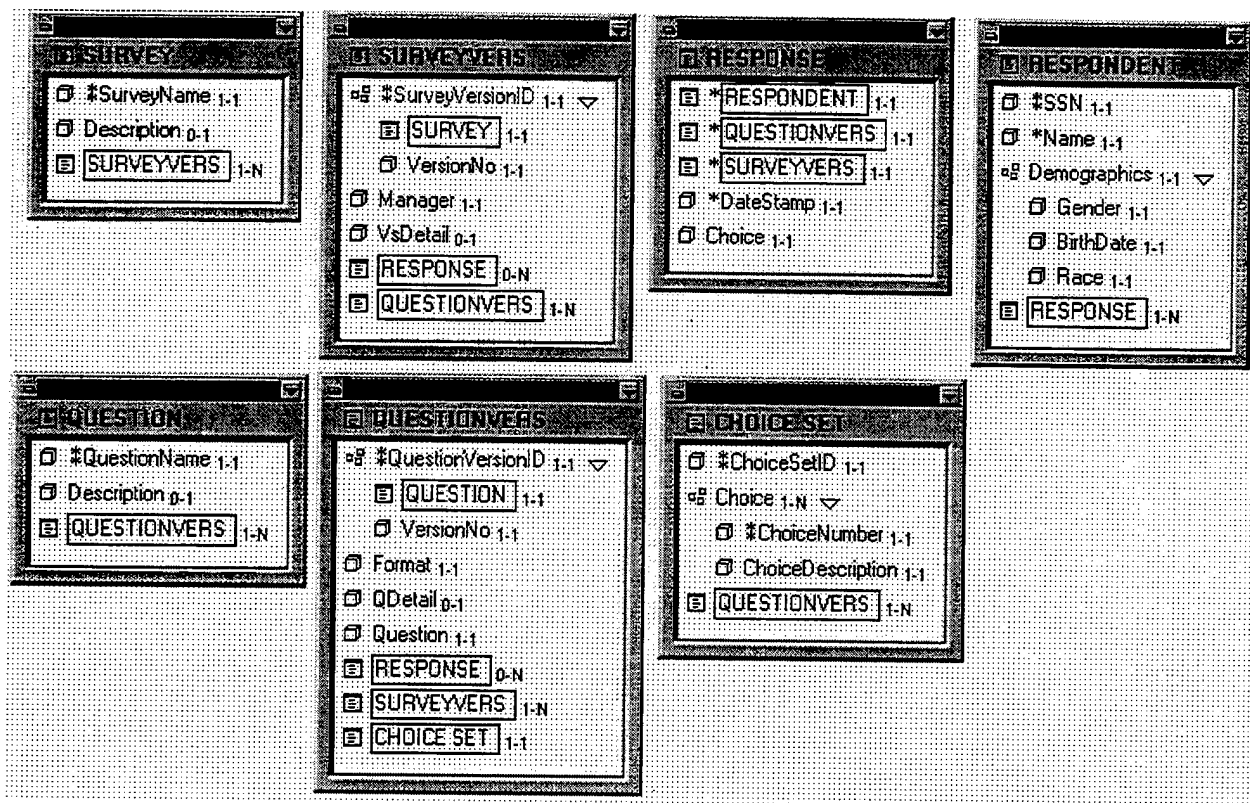 SURVEY
‡SurveyName 1-1
Description 0-1
SURVEYVERS 1-N
SURVEYVERS
‡SurveyVersionID 1-1
SURVEY 1-1
VersionNo 1-1
Manager 1-1
VsDetail 0-1
RESPONSE 0-N
QUESTIONVERS 1-N
RESPONSE
*RESPONDENT 1-1
*QUESTIONVERS 1-1
*SURVEYVERS 1-1
*DateStamp 1-1
Choice 1-1
RESPONDENT
‡SSN 1-1
*Name 1-1
Demographics 1-1
Gender 1-1
BirthDate 1-1
Race 1-1
RESPONSE 1-N
QUESTION
‡QuestionName 1-1
Description 0-1
QUESTIONVERS 1-N
QUESTIONVERS
‡QuestionVersionID 1-1
QUESTION 1-1
VersionNo 1-1
Format 1-1
QDetail 0-1
Question 1-1
RESPONSE 0-N
SURVEYVERS 1-N
CHOICE SET 1-1
CHOICE SET
‡ChoiceSetID 1-1
Choice 1-N
‡ChoiceNumber 1-1
ChoiceDescription 1-1
QUESTIONVERS 1-N